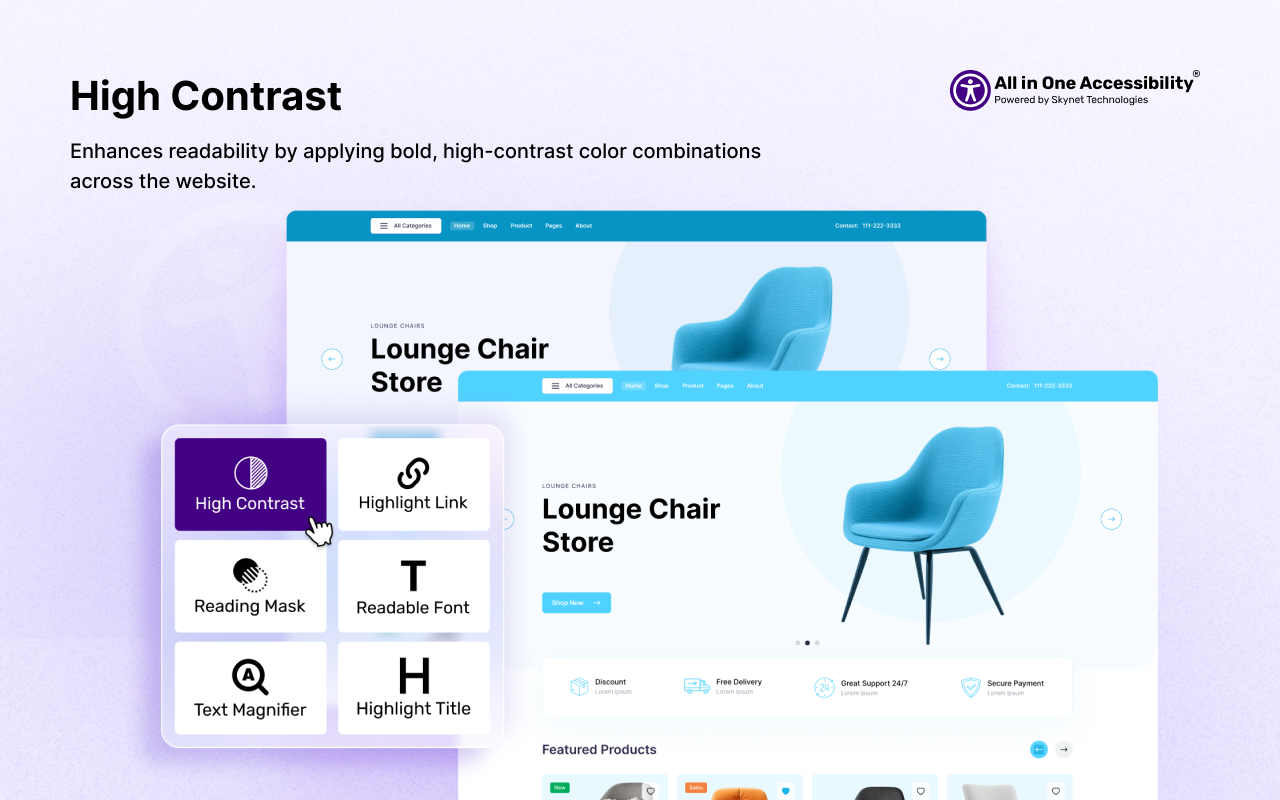 High Contrast
All in One Accessibility®
Powered by Skynet Technologies
Enhances readability by applying bold, high-contrast color combinations
across the website.
All Categories Home Shop Product Pages About Contact: 111-222-3333
LOUNGE CHAIRS
Lounge Chair
Store
All Categories Home Shop Product Pages About Contact: 111-222-3333
LOUNGE CHAIRS
Lounge Chair
Store
Shop Now
High Contrast
Highlight Link
Reading Mask
Readable Font
A
T
Text Magnifier
H
Highlight Title
Discount
Lorem ipsum
Free Delivery
Lorem ipsum
24
Great Support 24/7
Lorem ipsum
Secure Payment
Lorem ipsum
Featured Products
New
Sales